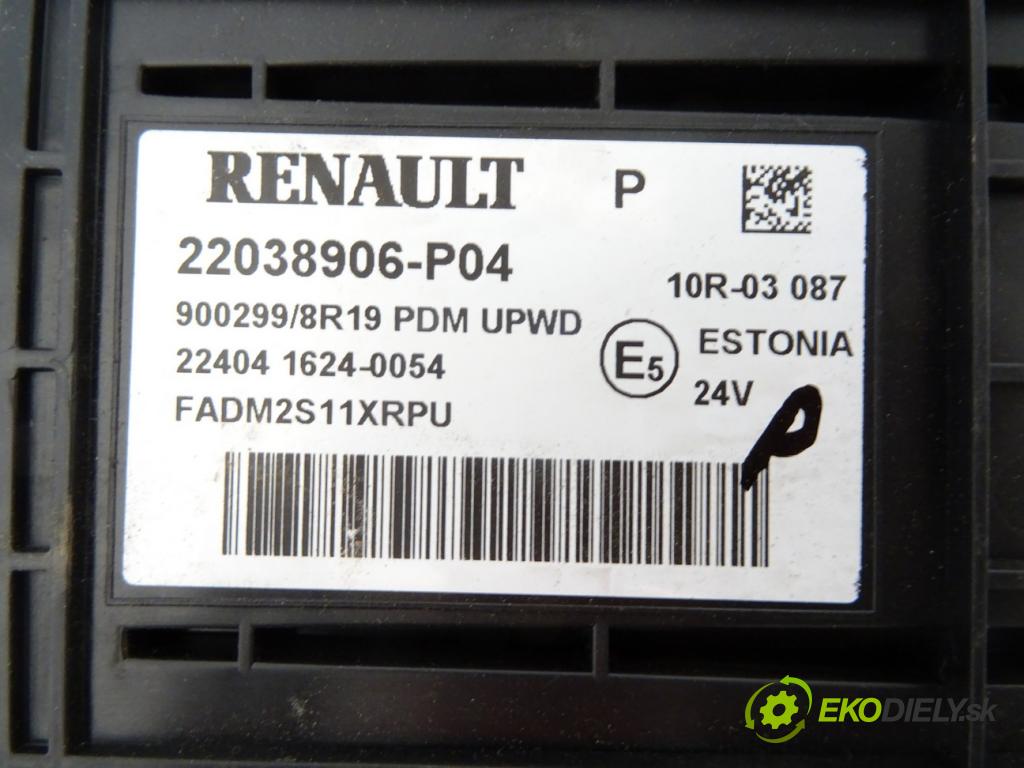 RENAULT P
22038906-P04
10R-03 087
900299/8R19 PDM UPWD
E5 ESTONIA
22404 1624-0054
24V
FADM2S11XRPU
P
EKODIELY.sk